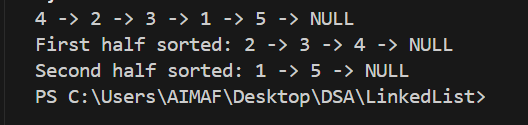 4 -> 2 -> 3 -> 1 -> 5 -> NULL
First half sorted: 2 -> 3 -> 4 -> NULL
Second half sorted: 1 -> 5 -> NULL
PS C:\Users\AIMAF\Desktop\DSA\LinkedList>